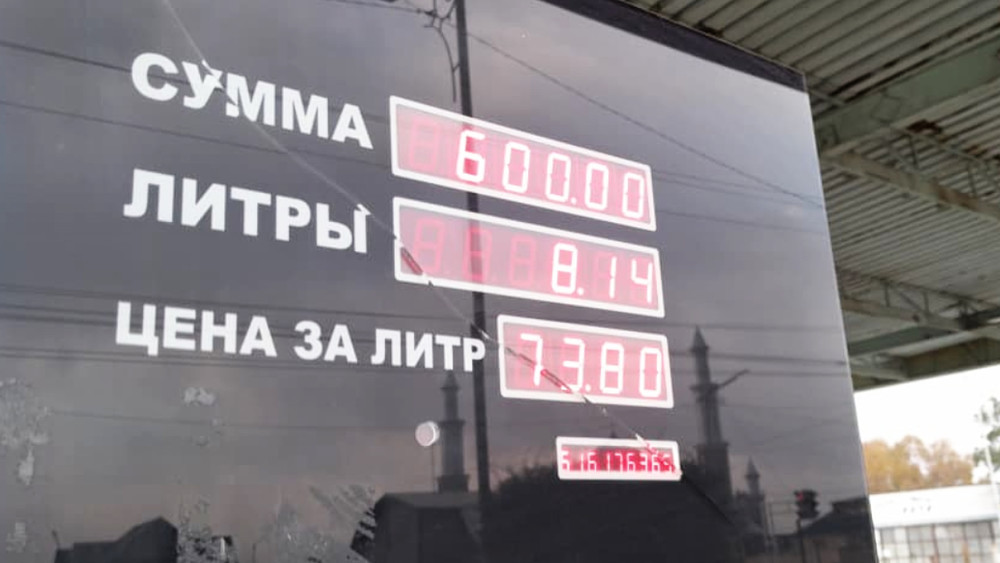 СУММА 600.00
ЛИТРЫ 8.14
ЦЕНА ЗА ЛИТР 73.80